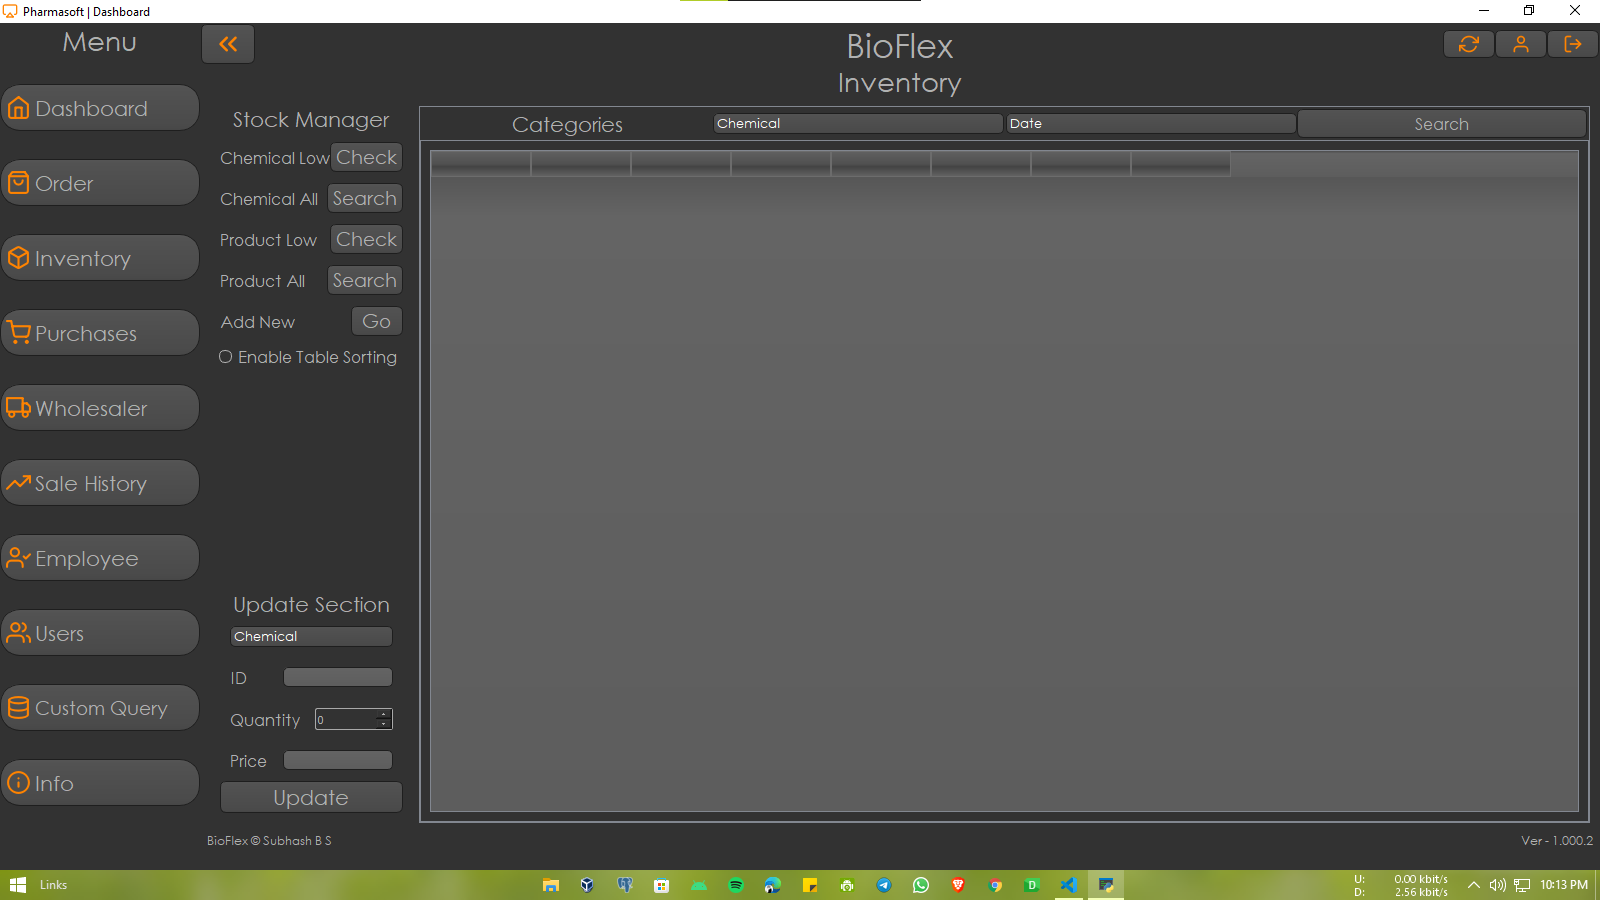 Pharmasoft | Dashboard
Menu
BioFlex
Inventory
Dashboard
Order
Inventory
Purchases
Wholesaler
Sale History
Employee
Users
Custom Query
Info
Stock Manager
Chemical Low Check
Chemical All Search
Product Low Check
Product All Search
Add New Go
Enable Table Sorting
Categories Chemical Date Search
Update Section
Chemical
ID
Quantity 0
Price
Update
BioFlex © Subhash B S
Ver - 1.000.2
Links
U: 0.00 kbit/s
D: 2.56 kbit/s
10:13 PM